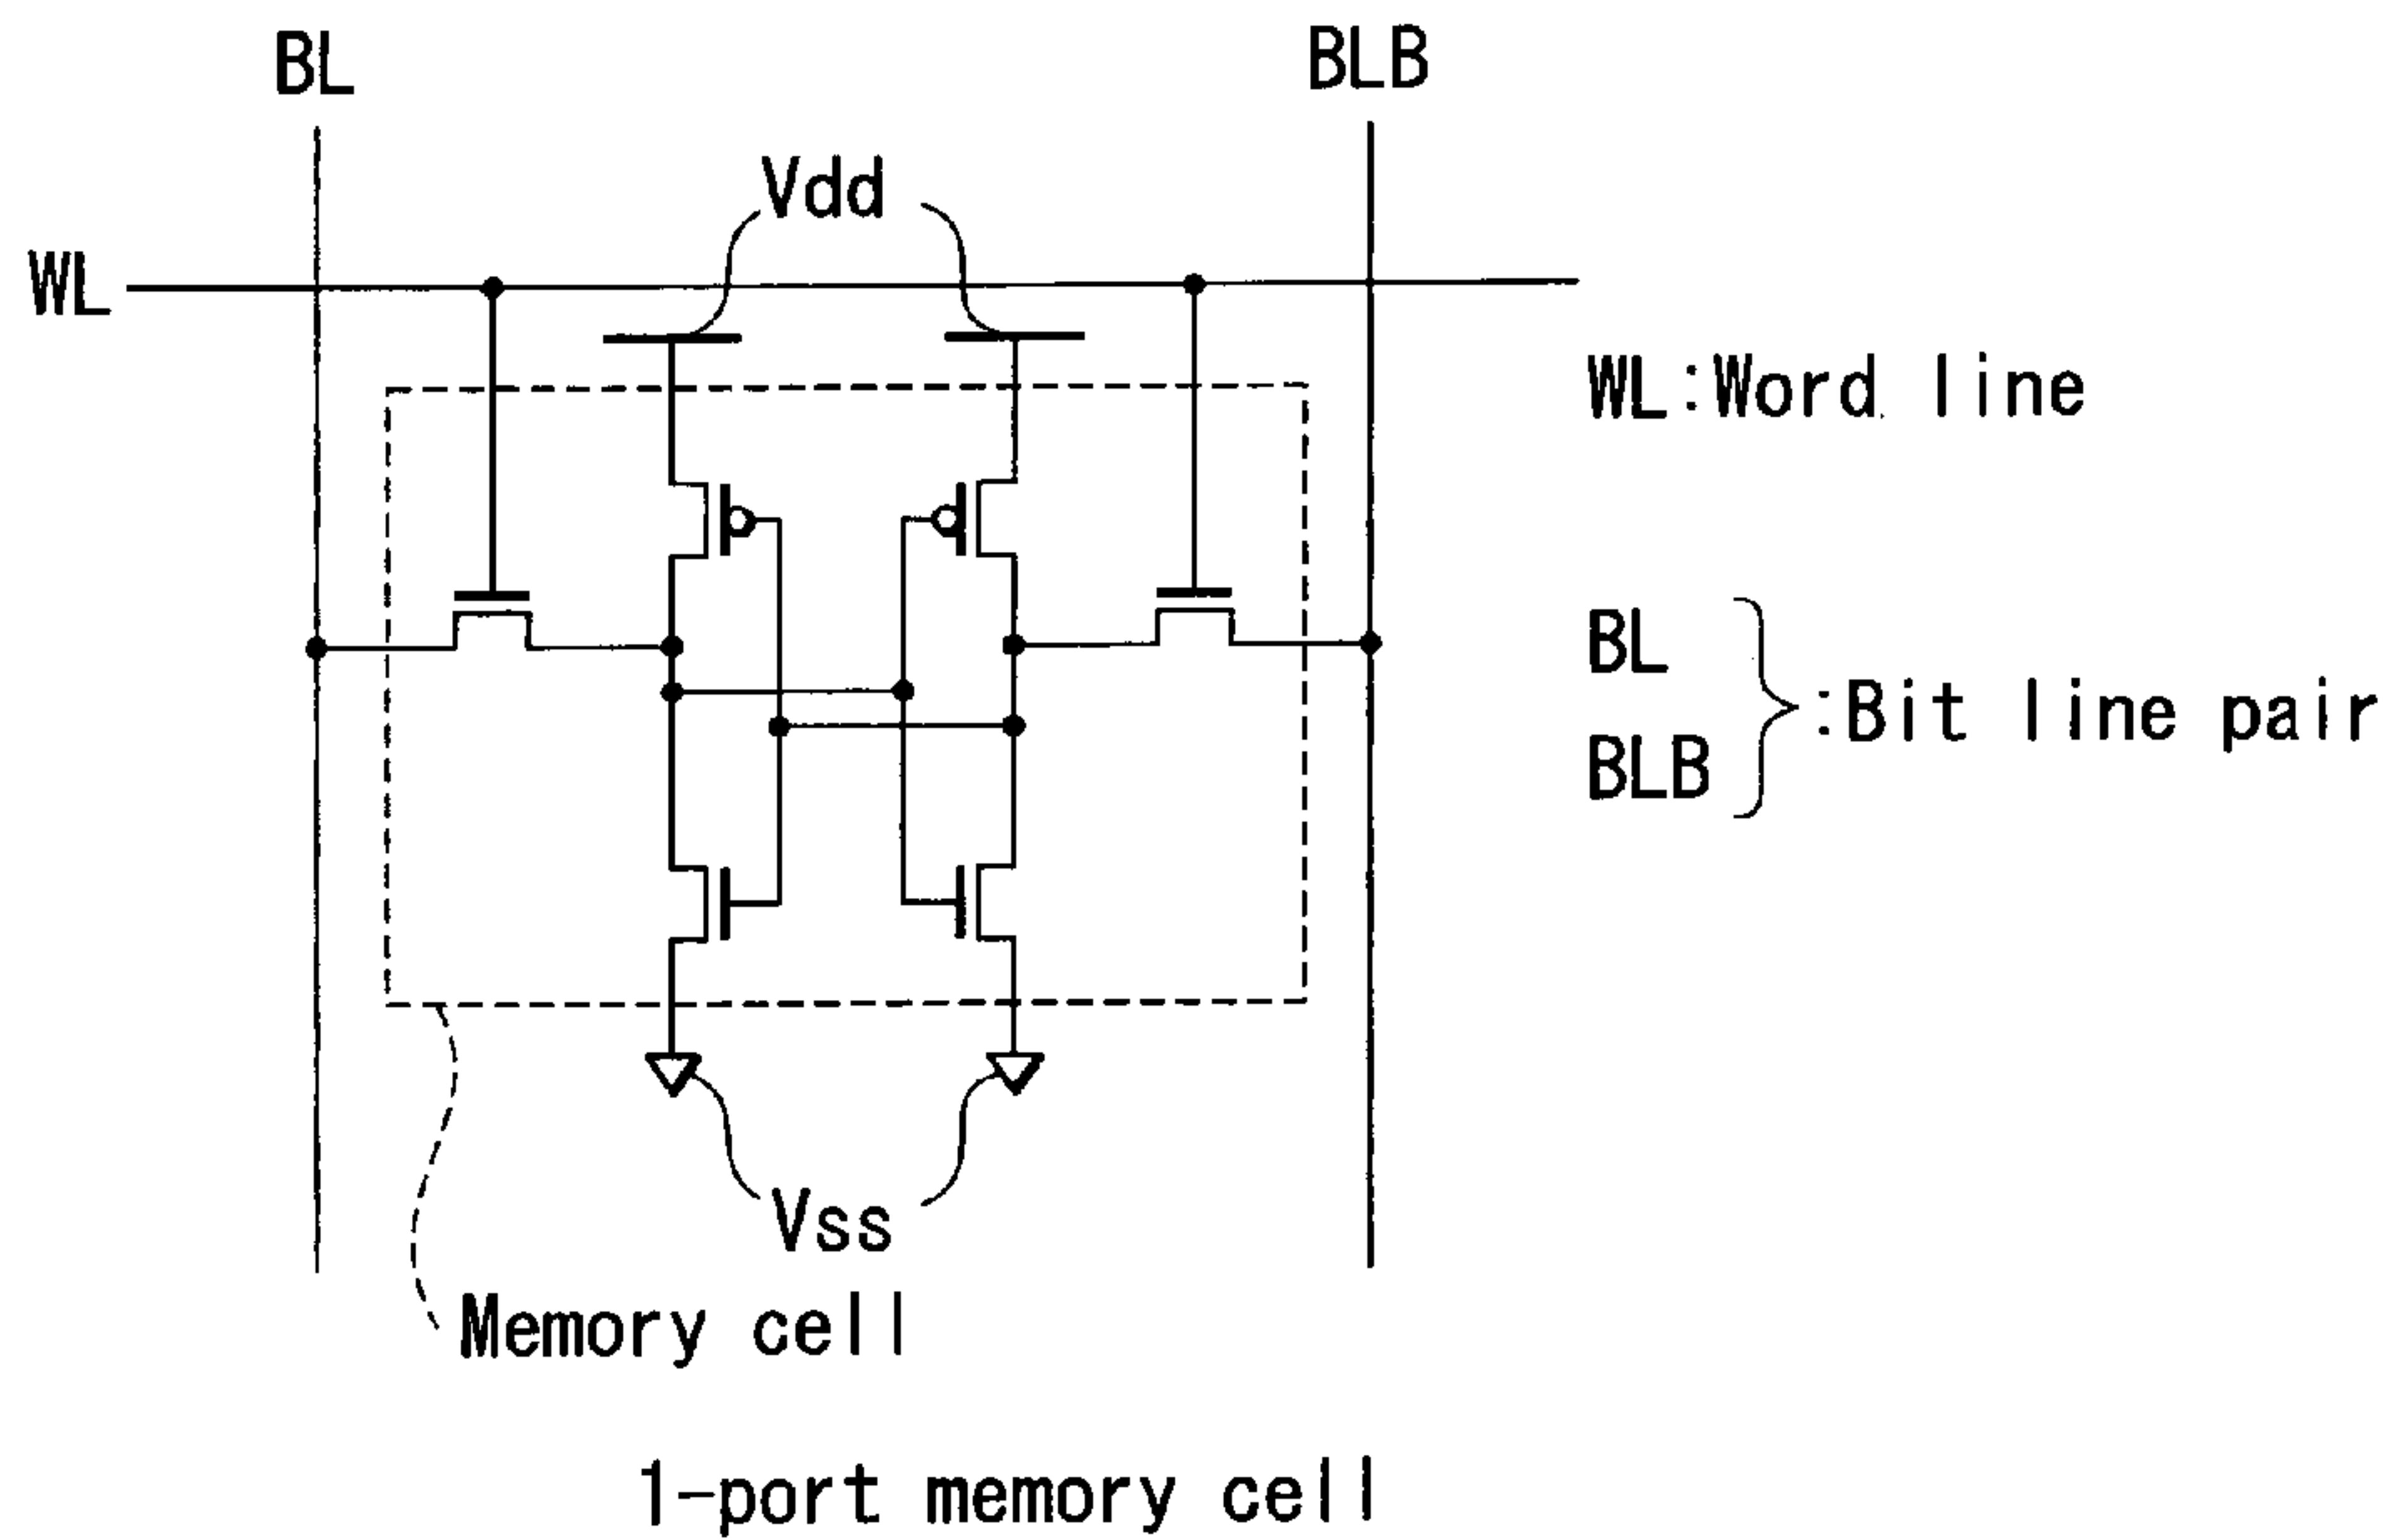 BL
BLB
Vdd
WL
WL:Word line
BL
BLB
:Bit line pair
Vss
Memory cell
1-port memory cell